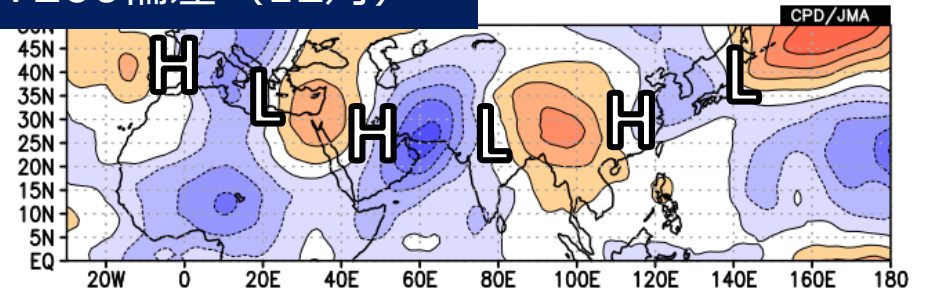 CPD/JMA
45N
40N
35N
30N
25N
20N
15N
10N
5N
EQ
H L H L H L
20W 0 20E 40E 60E 80E 100E 120E 140E 160E 180